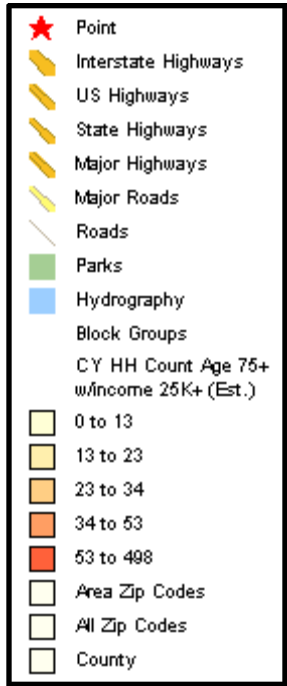 Point
Interstate Highways
US Highways
State Highways
Major Highways
Major Roads
Roads
Parks
Hydrography
Block Groups
CY HH Count Age 75+
w/income 25K+ (Est.)
0 to 13
13 to 23
23 to 34
34 to 53
53 to 498
Area Zip Codes
All Zip Codes
County